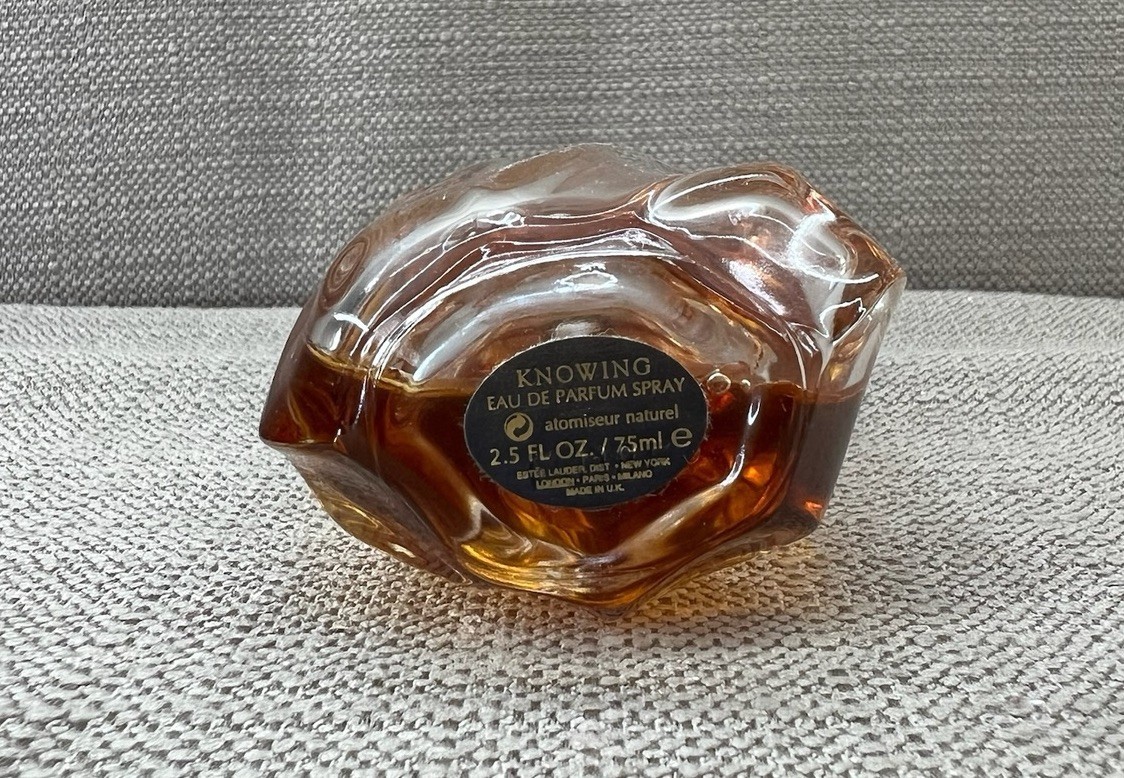 KNOWING
EAU DE PARFUM SPRAY
atomiseur naturel
2.5 FL OZ. / 75ml e
ESTĒE LAUDER, DIST • NEW YORK
LONDON • PARIS • MILANO
MADE IN U.K.